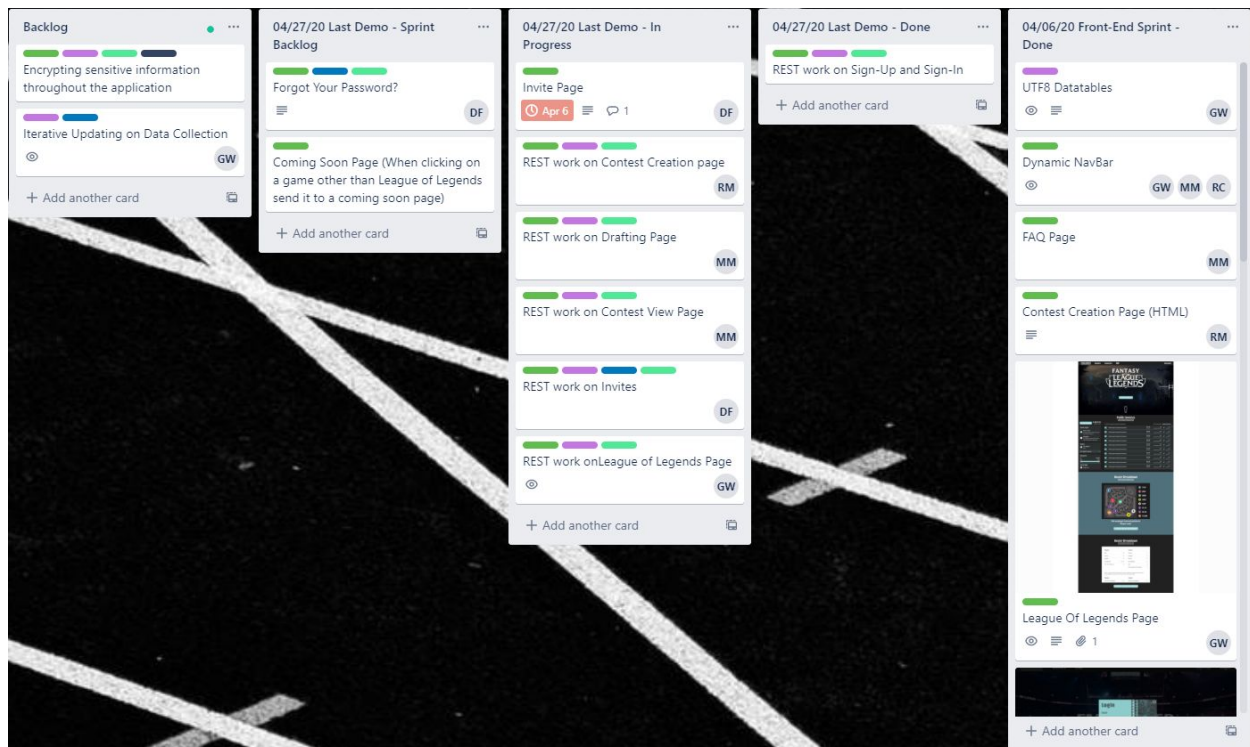 Backlog
Encrypting sensitive information
throughout the application
Iterative Updating on Data Collection
GW
+ Add another card
04/27/20 Last Demo - Sprint
Backlog
Forgot Your Password?
DF
Coming Soon Page (When clicking on
a game other than League of Legends
send it to a coming soon page)
+ Add another card
04/27/20 Last Demo - In
Progress
Invite Page
Apr 6
1
DF
REST work on Contest Creation page
RM
REST work on Drafting Page
MM
REST work on Contest View Page
MM
REST work on Invites
DF
REST work onLeague of Legends Page
GW
+ Add another card
04/27/20 Last Demo - Done
REST work on Sign-Up and Sign-In
+ Add another card
04/06/20 Front-End Sprint -
Done
UTF8 Datatables
GW
Dynamic NavBar
GW MM RC
FAQ Page
MM
Contest Creation Page (HTML)
RM
FANTASY
LEAGUE
LEGENDS
League Of Legends Page
1
GW
Login
+ Add another card